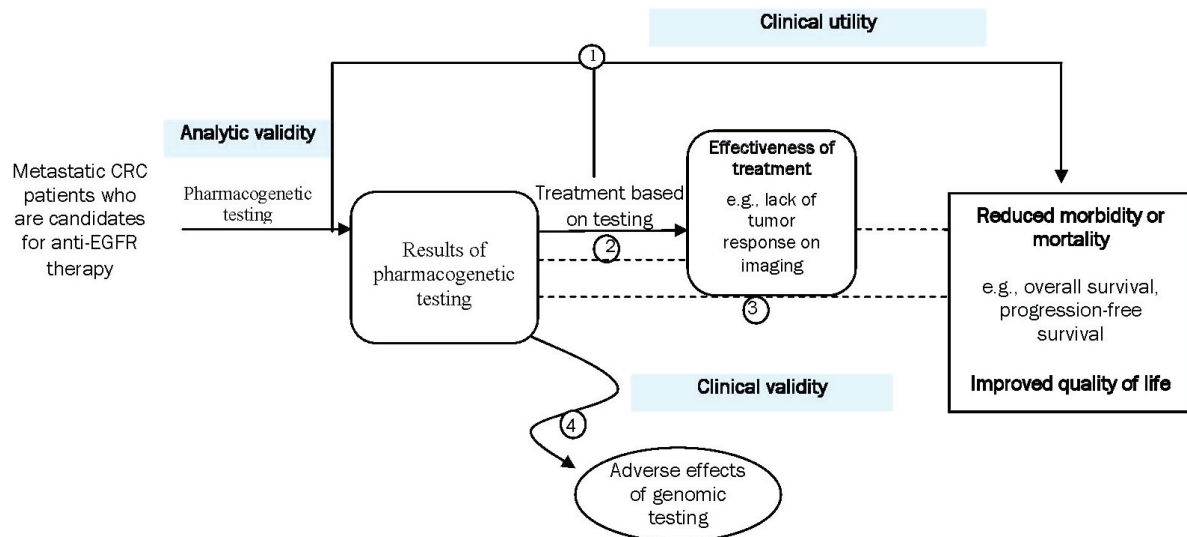 Clinical utility
1
Analytic validity
Metastatic CRC
patients who
are candidates
for anti-EGFR
therapy
Pharmacogenetic
testing
Results of
pharmacogenetic
testing
Treatment based
on testing
2
Effectiveness of
treatment
e.g., lack of
tumor
response on
imaging
3
Reduced morbidity or
mortality
e.g., overall survival,
progression-free
survival
Improved quality of life
Clinical validity
4
Adverse effects
of genomic
testing